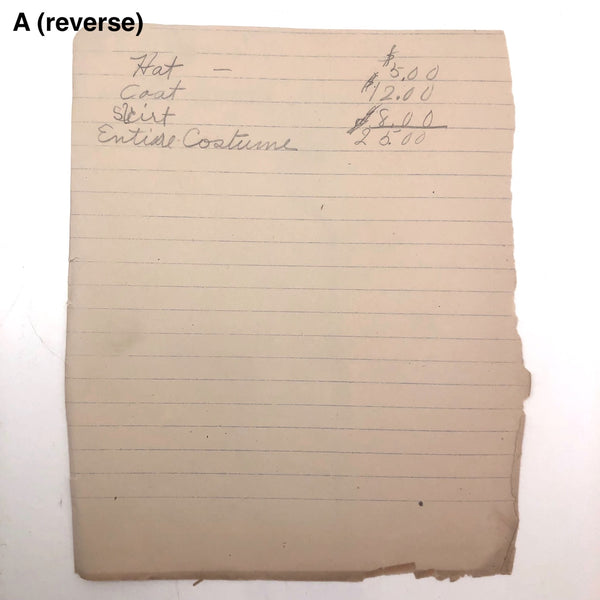 A (reverse)
Hat — $5.00
Coat $12.00
Skirt $8.00
Entire Costume 25.00